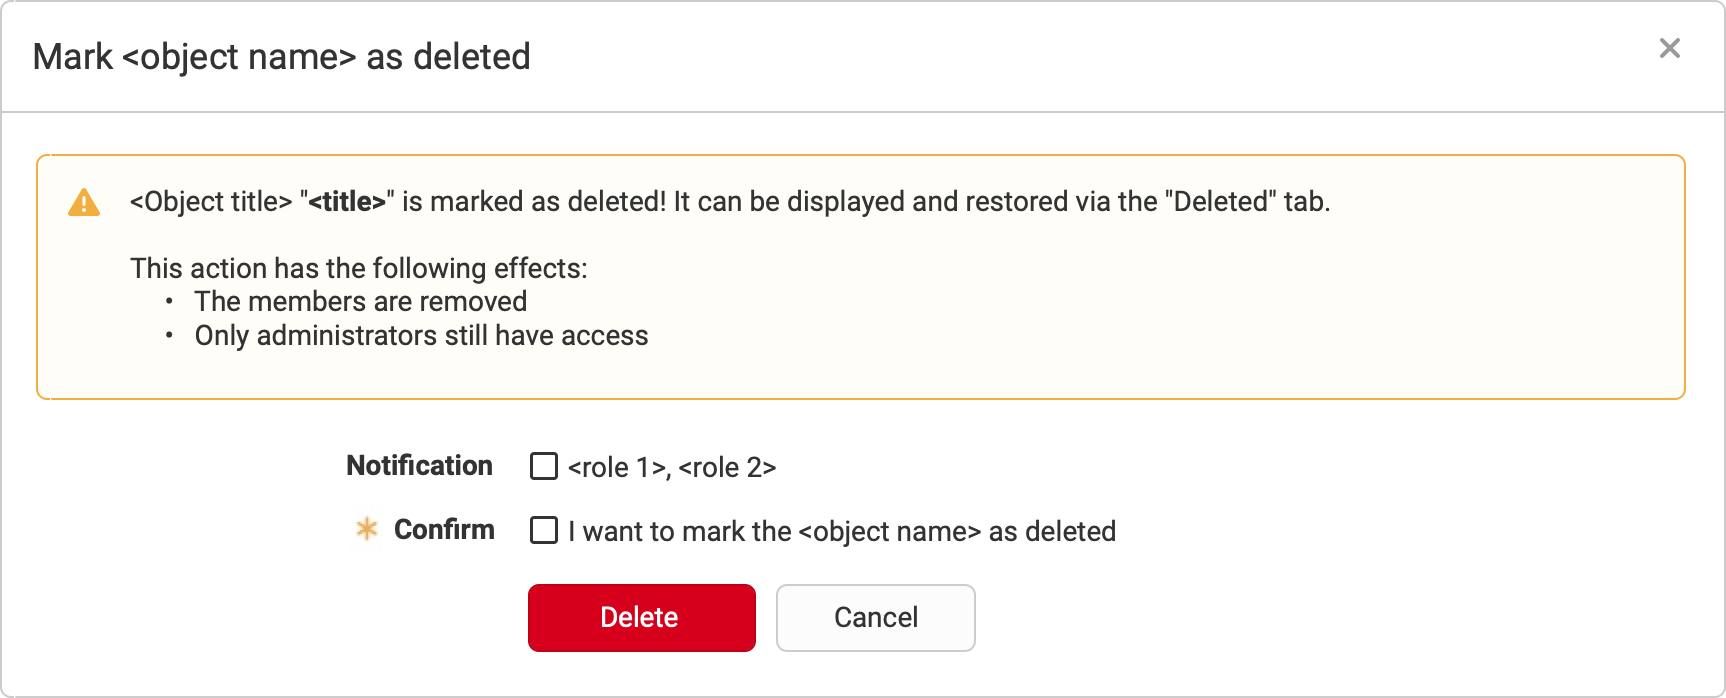 Mark <object name> as deleted
<Object title> "<title>" is marked as deleted! It can be displayed and restored via the "Deleted" tab.
This action has the following effects:
• The members are removed
• Only administrators still have access
Notification <role 1>, <role 2>
Confirm I want to mark the <object name> as deleted
Delete Cancel